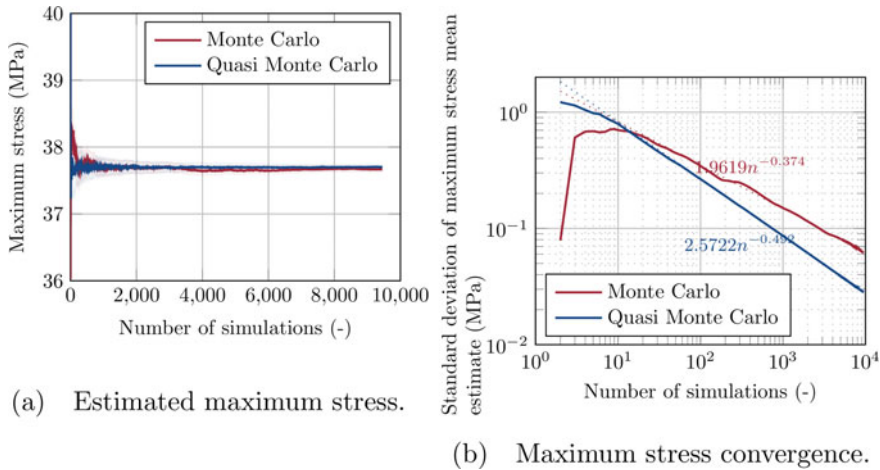 40
39
38
37
36
Maximum stress (MPa)
Monte Carlo
Quasi Monte Carlo
0
2,000
4,000
6,000
8,000
10,000
Number of simulations (-)
(a) Estimated maximum stress.
Standard deviation of maximum stress mean
estimate (MPa)
10^0
10^{-1}
10^{-2}
1.9619n^{-0.374}
2.5722n^{-0.492}
Monte Carlo
Quasi Monte Carlo
10^0
10^1
10^2
10^3
10^4
Number of simulations (-)
(b) Maximum stress convergence.